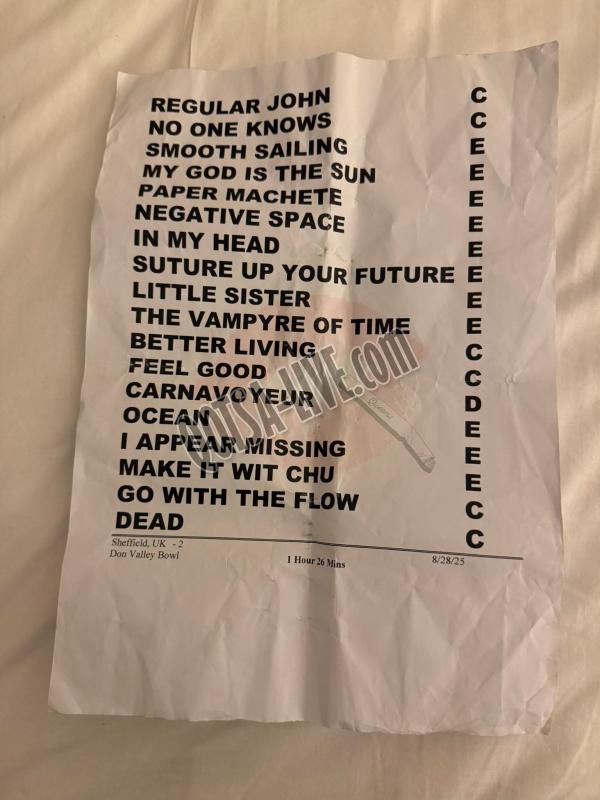 REGULAR JOHN C
NO ONE KNOWS C
SMOOTH SAILING E
MY GOD IS THE SUN E
PAPER MACHETE E
NEGATIVE SPACE E
IN MY HEAD E
SUTURE UP YOUR FUTURE E
LITTLE SISTER E
THE VAMPYRE OF TIME E
BETTER LIVING C
FEEL GOOD C
CARNAVOYEUR D
OCEAN E
I APPEAR MISSING E
MAKE IT WIT CHU E
GO WITH THE FLOW C
DEAD C
Sheffield, UK - 2
Don Valley Bowl 1 Hour 26 Mins 8/28/25
QOTSA-LIVE.com